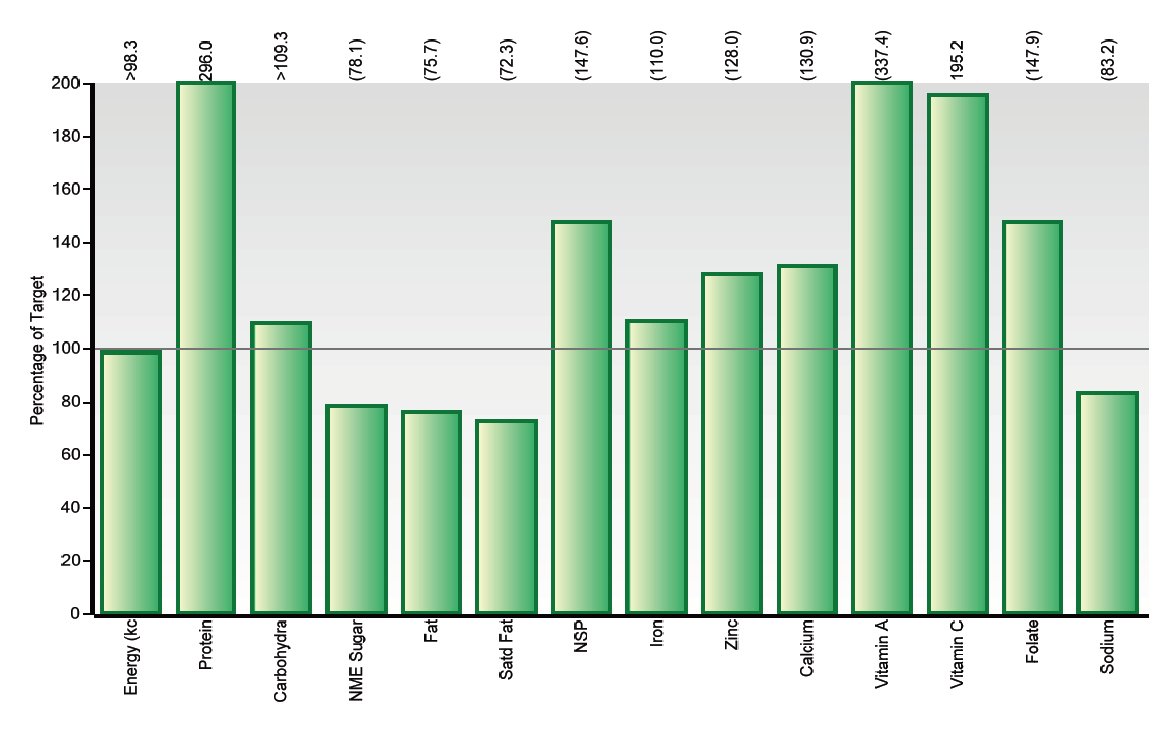 >98.3
296.0
>109.3
(78.1)
(75.7)
(72.3)
(147.6)
(110.0)
(128.0)
(130.9)
(337.4)
195.2
(147.9)
(83.2)
Percentage of Target
200
180
160
140
120
100
80
60
40
20
0
Energy (kc
Protein
Carbohydra
NME Sugar
Fat
Satd Fat
NSP
Iron
Zinc
Calcium
Vitamin A
Vitamin C
Folate
Sodium